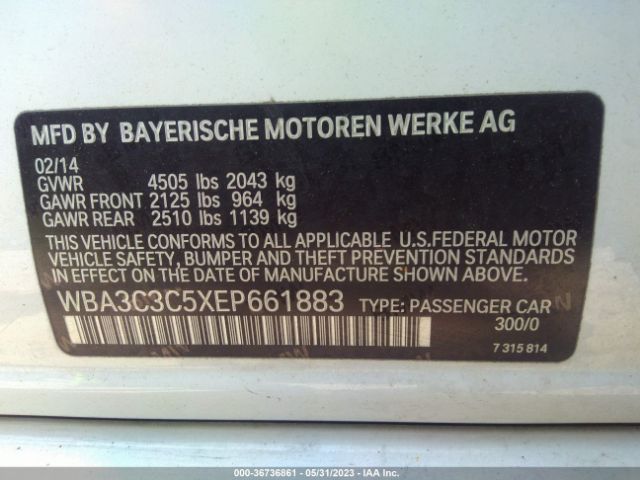 MFD BY BAYERISCHE MOTOREN WERKE AG
02/14
GVWR 4505 lbs 2043 kg
GAWR FRONT 2125 lbs 964 kg
GAWR REAR 2510 lbs 1139 kg
THIS VEHICLE CONFORMS TO ALL APPLICABLE U.S.FEDERAL MOTOR
VEHICLE SAFETY, BUMPER AND THEFT PREVENTION STANDARDS
IN EFFECT ON THE DATE OF MANUFACTURE SHOWN ABOVE.
WBA3C3C5XEP661883 TYPE: PASSENGER CAR
300/0
7 315 814
000-36736861 - 05/31/2023 - IAA Inc.